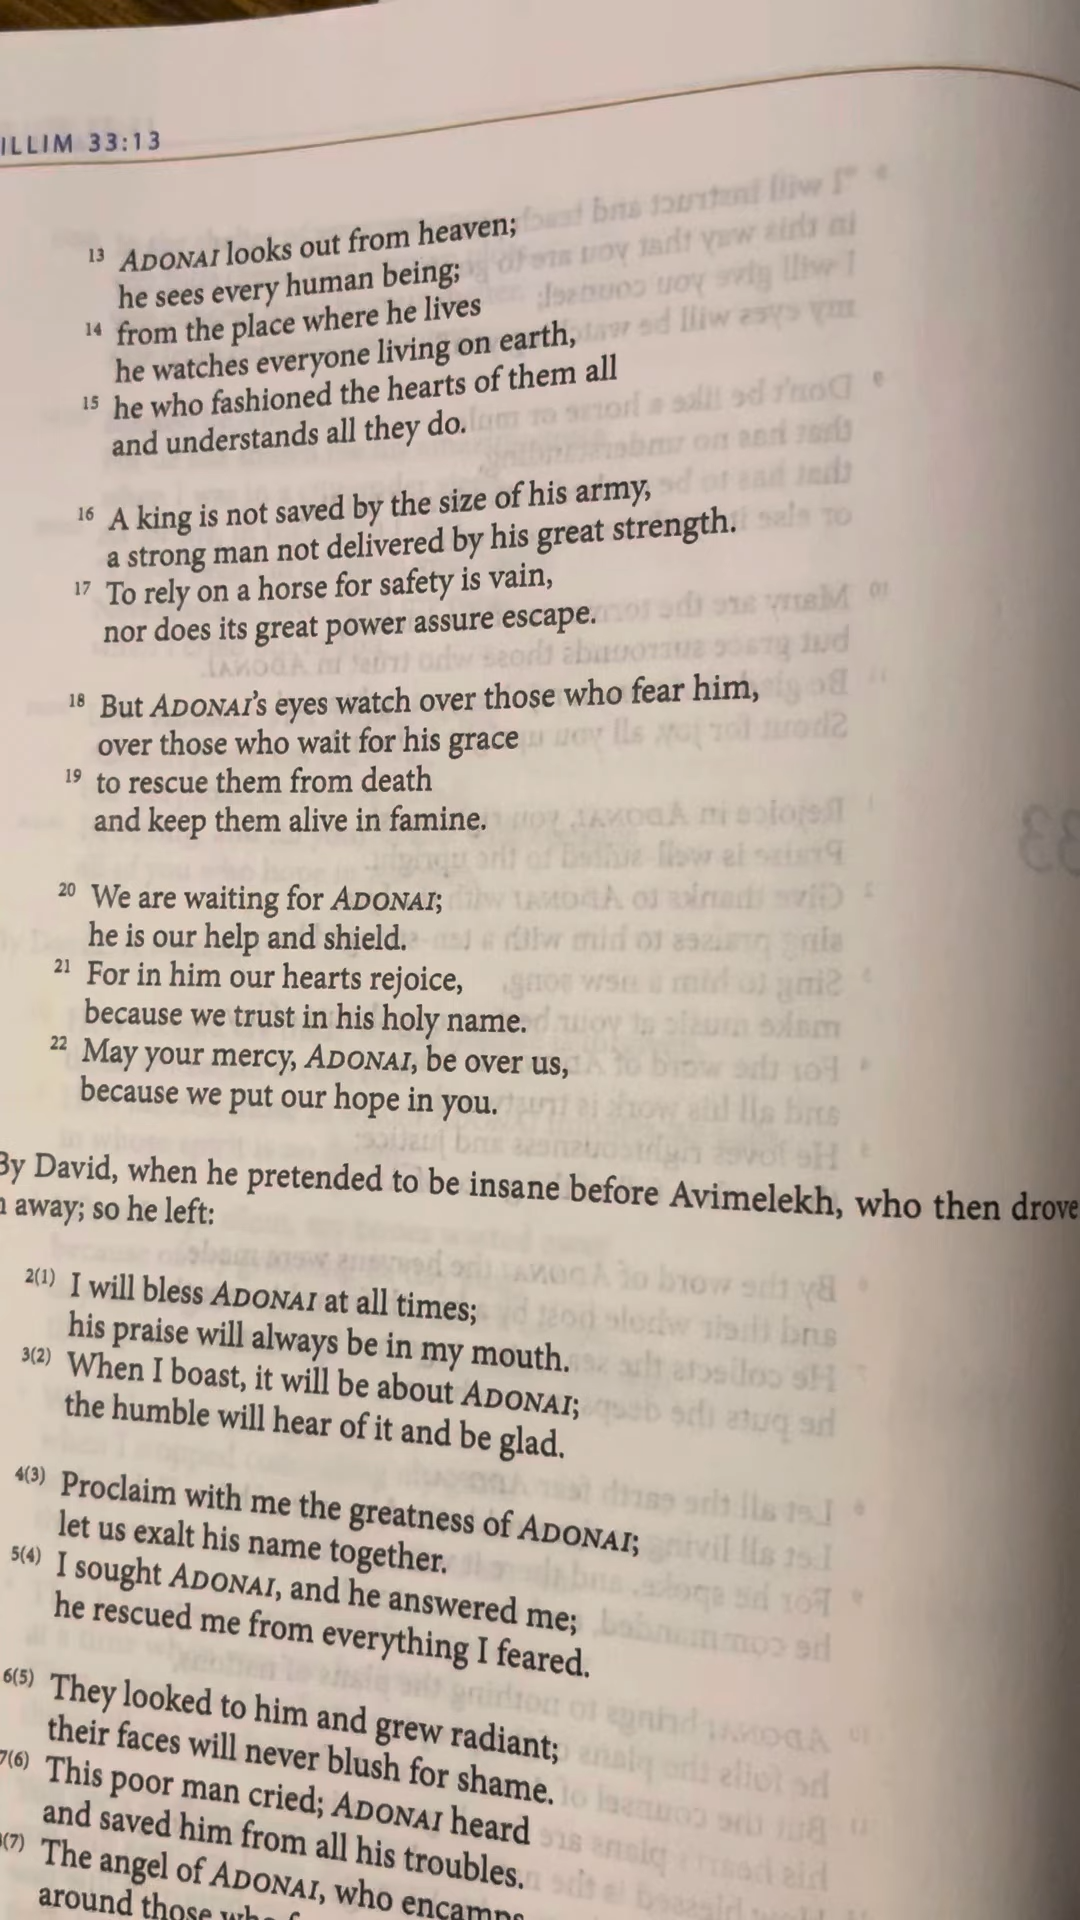 ILLIM 33:13
13 ADONAI looks out from heaven;
he sees every human being;
14 from the place where he lives
he watches everyone living on earth,
15 he who fashioned the hearts of them all
and understands all they do.
16 A king is not saved by the size of his army,
a strong man not delivered by his great strength.
17 To rely on a horse for safety is vain,
nor does its great power assure escape.
18 But ADONAI's eyes watch over those who fear him,
over those who wait for his grace
19 to rescue them from death
and keep them alive in famine.
20 We are waiting for ADONAI;
he is our help and shield.
21 For in him our hearts rejoice,
because we trust in his holy name.
22 May your mercy, ADONAI, be over us,
because we put our hope in you.
By David, when he pretended to be insane before Avimelekh, who then drove
away; so he left:
2(1) I will bless ADONAI at all times;
his praise will always be in my mouth.
3(2) When I boast, it will be about ADONAI;
the humble will hear of it and be glad.
4(3) Proclaim with me the greatness of ADONAI;
let us exalt his name together.
5(4) I sought ADONAI, and he answered me;
he rescued me from everything I feared.
6(5) They looked to him and grew radiant;
their faces will never blush for shame.
7(6) This poor man cried; ADONAI heard
and saved him from all his troubles.
(7) The angel of ADONAI, who encamps
around those who